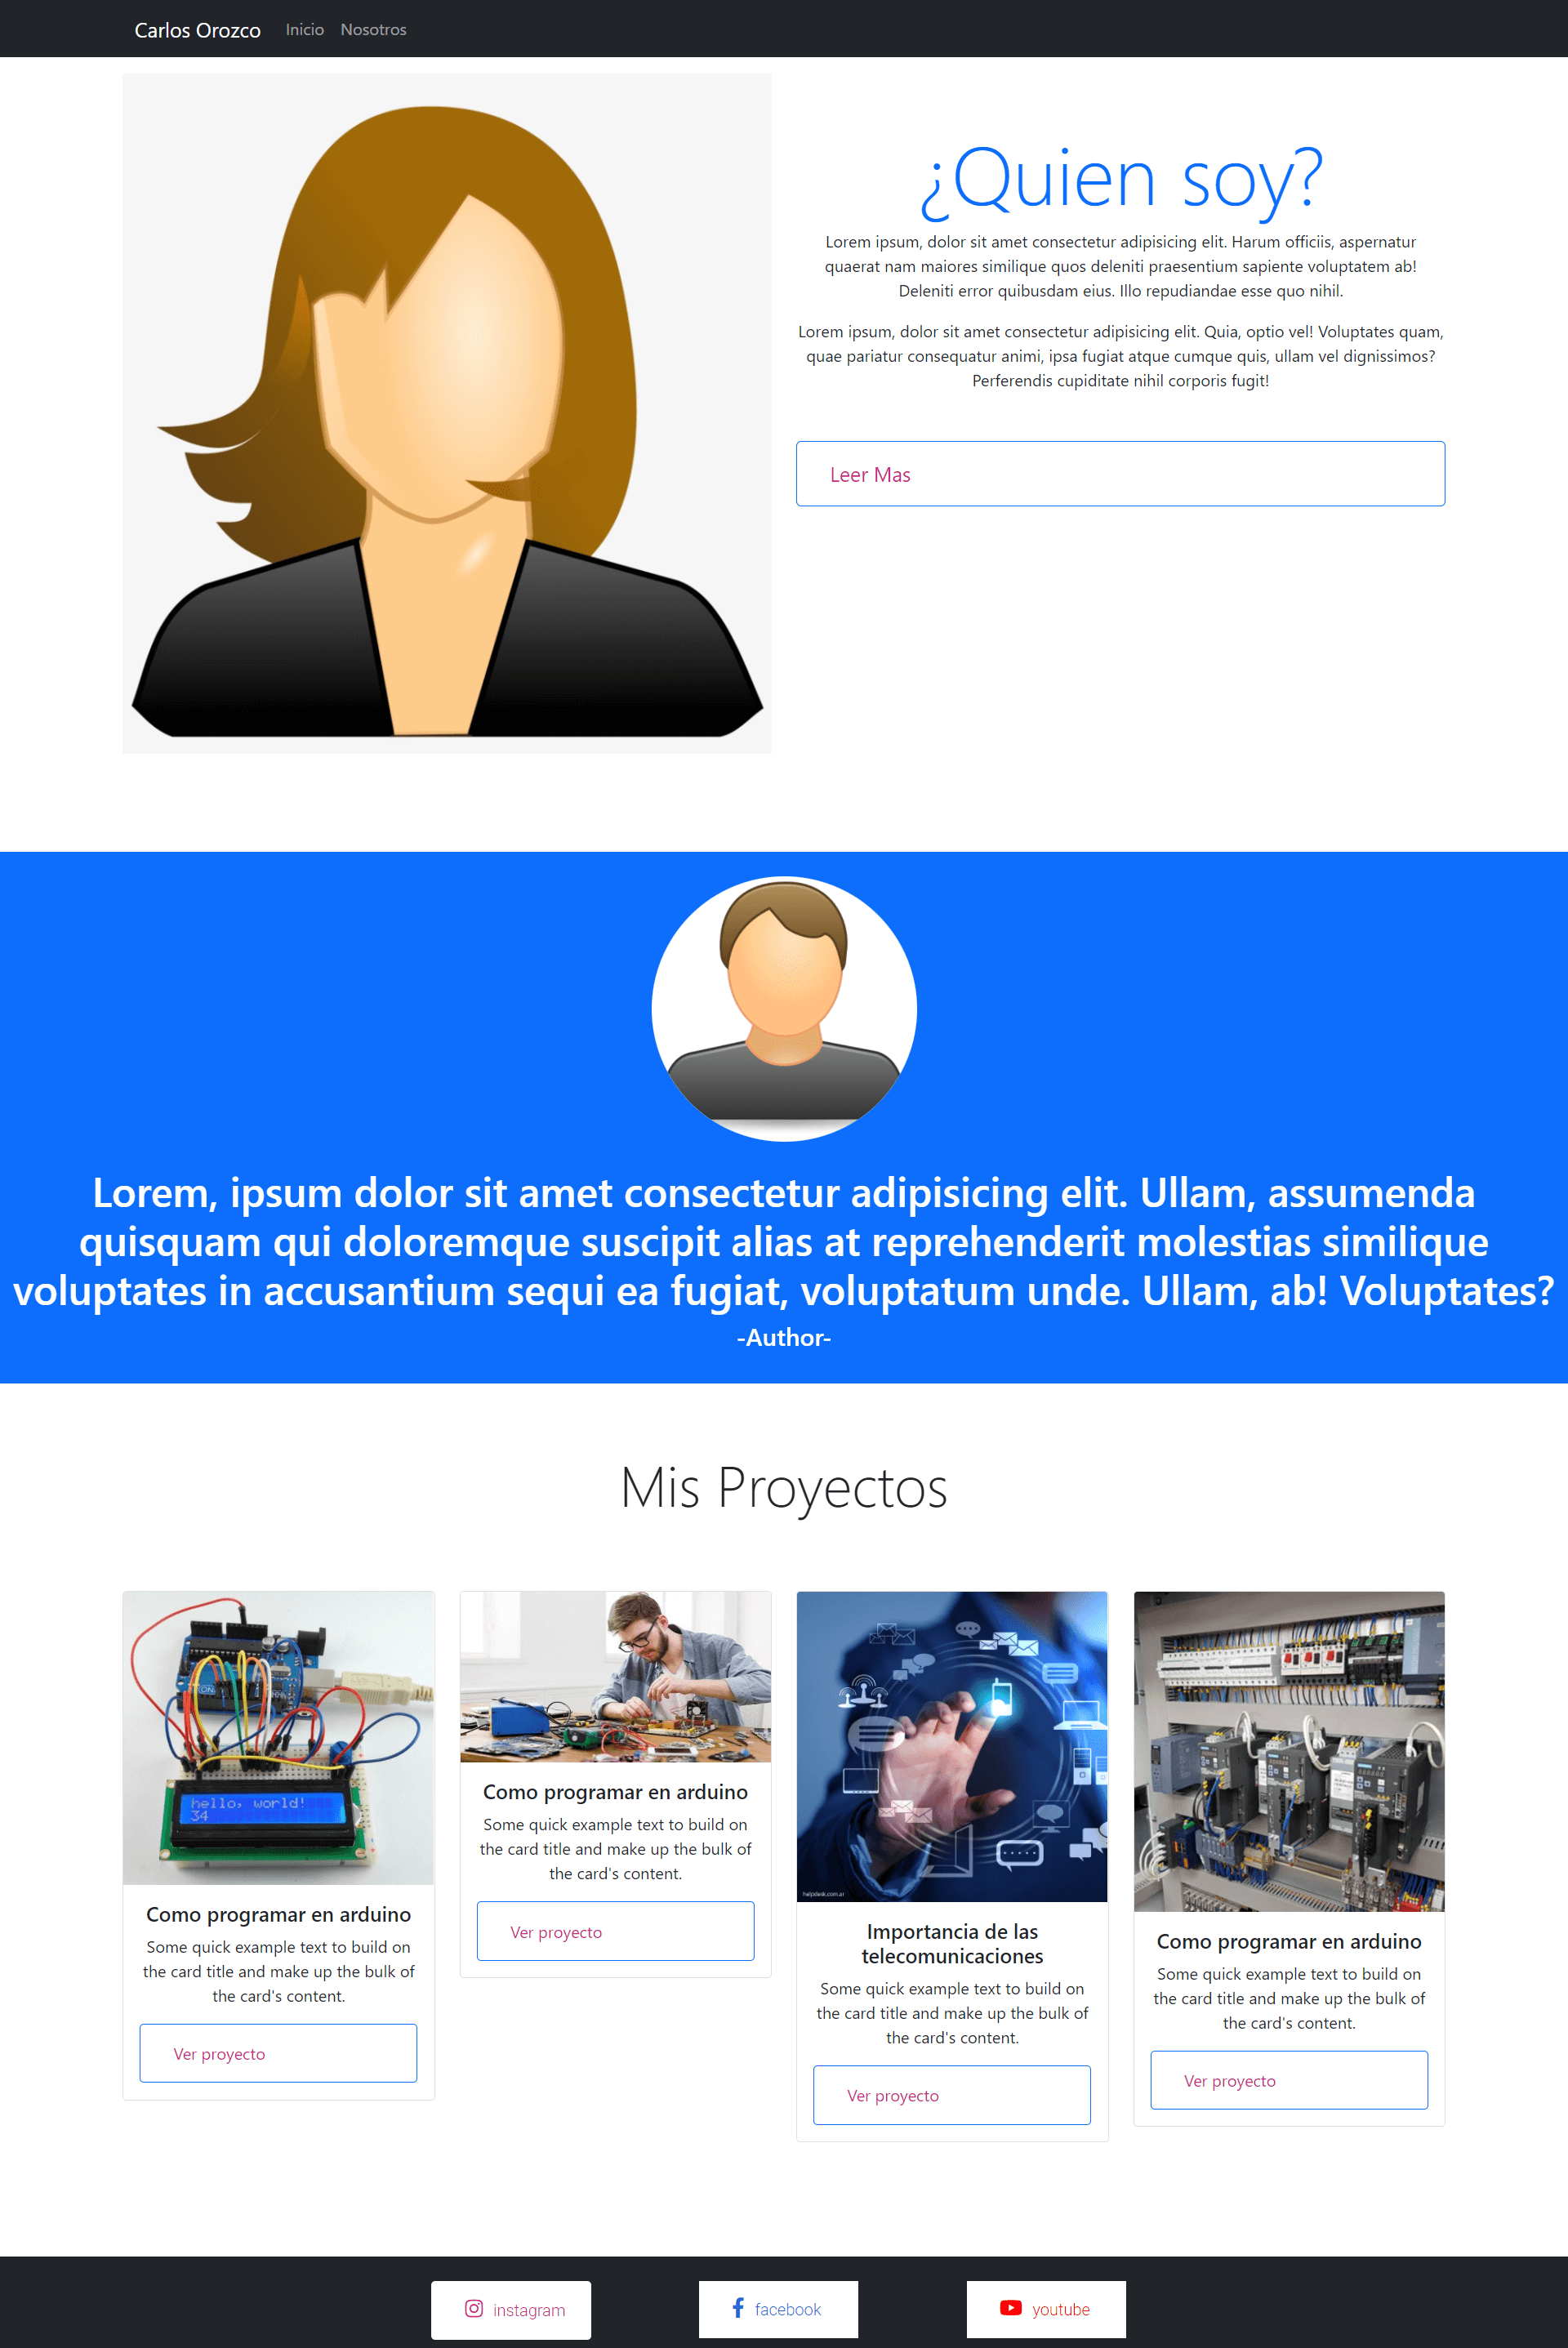 Carlos Orozco Inicio Nosotros
¿Quien soy?
Lorem ipsum, dolor sit amet consectetur adipisicing elit. Harum officiis, aspernatur
quaerat nam maiores similique quos deleniti praesentium sapiente voluptatem ab!
Deleniti error quibusdam eius. Illo repudiandae esse quo nihil.
Lorem ipsum, dolor sit amet consectetur adipisicing elit. Quia, optio vel! Voluptates quam,
quae pariatur consequatur animi, ipsa fugiat atque cumque quis, ullam vel dignissimos?
Perferendis cupiditate nihil corporis fugit!
Leer Mas
Lorem, ipsum dolor sit amet consectetur adipisicing elit. Ullam, assumenda
quisquam qui doloremque suscipit alias at reprehenderit molestias similique
voluptates in accusantium sequi ea fugiat, voluptatum unde. Ullam, ab! Voluptates?
-Author-
Mis Proyectos
hello, world!
34
Como programar en arduino
Some quick example text to build on
the card title and make up the bulk of
the card's content.
Ver proyecto
Como programar en arduino
Some quick example text to build on
the card title and make up the bulk of
the card's content.
Ver proyecto
helpdesk.com.ar
Importancia de las
telecomunicaciones
Some quick example text to build on
the card title and make up the bulk of
the card's content.
Ver proyecto
Como programar en arduino
Some quick example text to build on
the card title and make up the bulk of
the card's content.
Ver proyecto
instagram
facebook
youtube